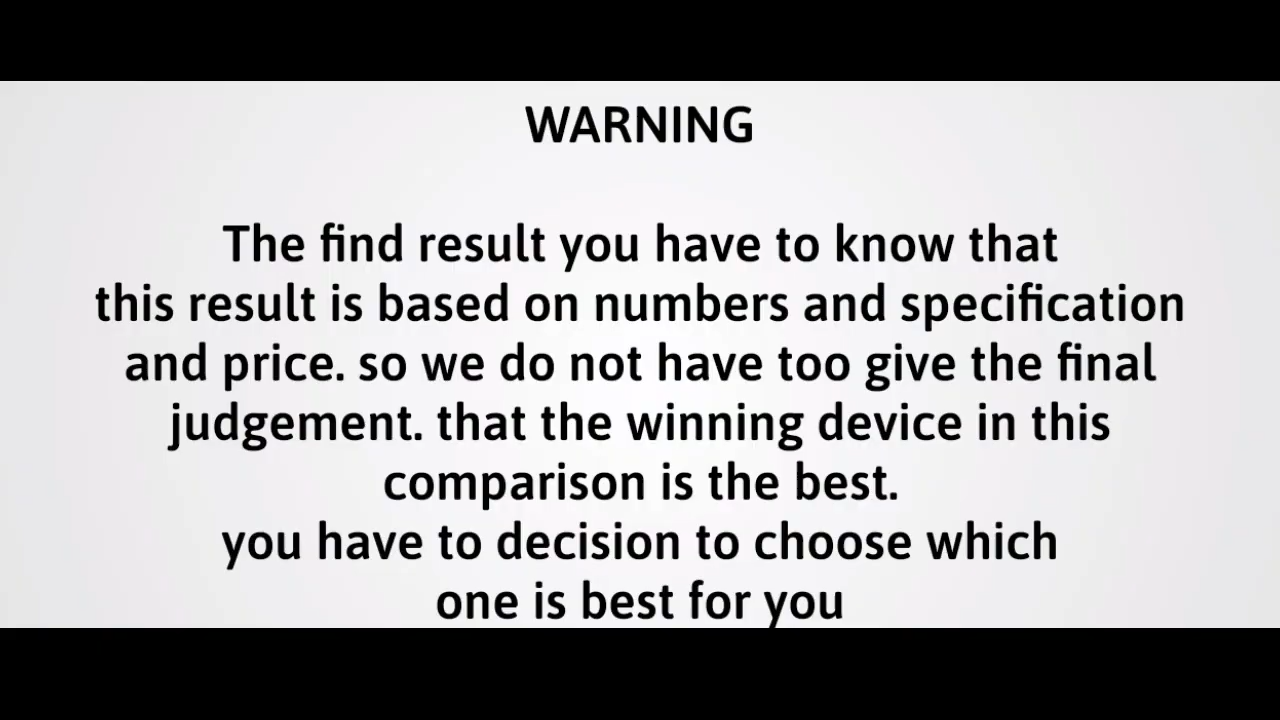 WARNING
The find result you have to know that
this result is based on numbers and specification
and price. so we do not have too give the final
judgement. that the winning device in this
comparison is the best.
you have to decision to choose which
one is best for you